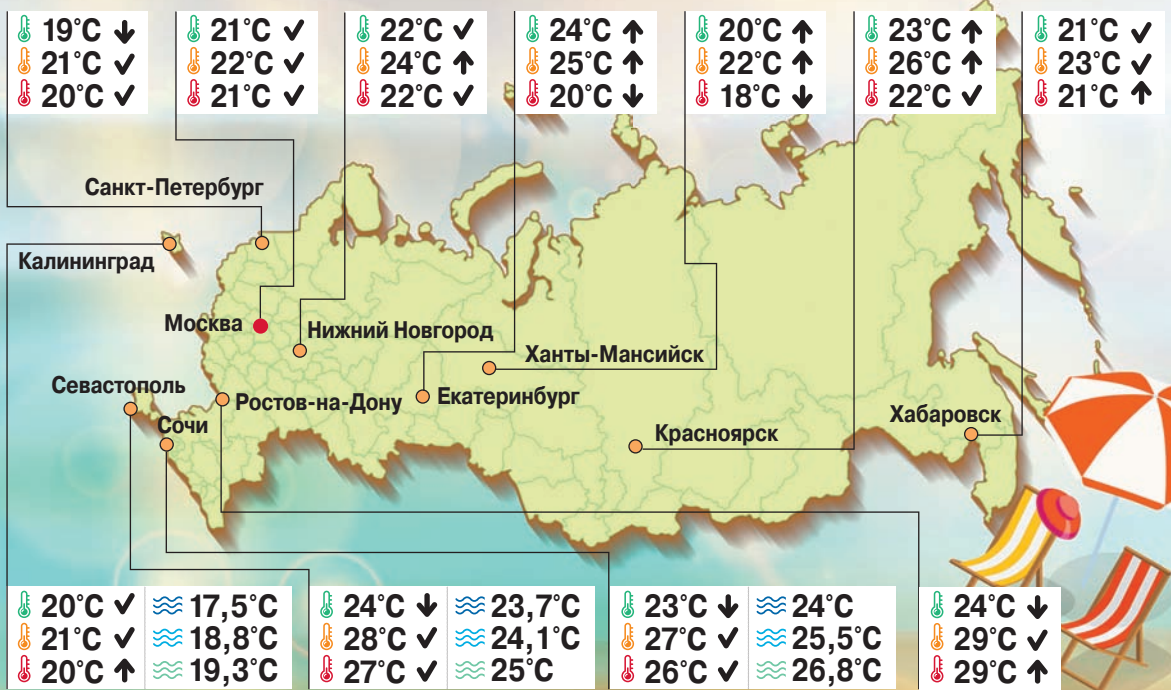 19°C ↓
21°C ✓
20°C ✓
21°C ✓
22°C ✓
21°C ✓
22°C ✓
24°C ↑
22°C ✓
24°C ↑
25°C ↑
20°C ↓
20°C ↑
22°C ↑
18°C ↓
23°C ↑
26°C ↑
22°C ✓
21°C ✓
23°C ✓
21°C ↑
Санкт-Петербург
Калининград
Москва
Нижний Новгород
Ханты-Мансийск
Севастополь
Ростов-на-Дону
Екатеринбург
Сочи
Красноярск
Хабаровск
20°C ✓ 17,5°C
21°C ✓ 18,8°C
20°C ↑ 19,3°C
24°C ↓ 23,7°C
28°C ✓ 24,1°C
27°C ✓ 25°C
23°C ↓ 24°C
27°C ✓ 25,5°C
26°C ✓ 26,8°C
24°C ↓
29°C ✓
29°C ↑